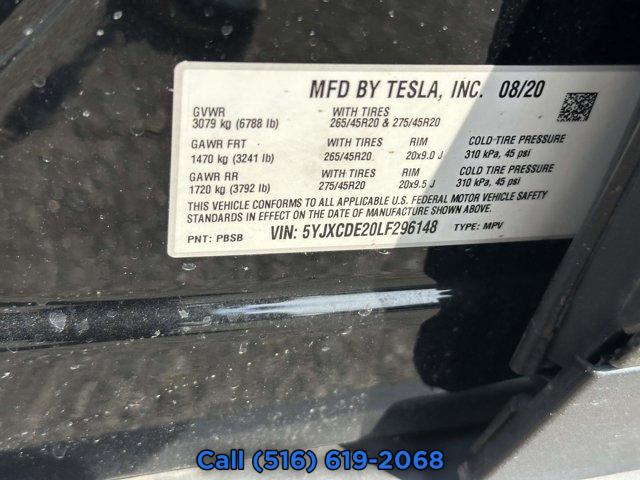 MFD BY TESLA, INC. 08/20
GVWR WITH TIRES
3079 kg (6788 lb) 265/45R20 & 275/45R20
GAWR FRT WITH TIRES RIM COLD TIRE PRESSURE
1470 kg (3241 lb) 265/45R20 20x9.0 J 310 kPa, 45 psi
GAWR RR WITH TIRES RIM COLD TIRE PRESSURE
1720 kg (3792 lb) 275/45R20 20x9.5 J 310 kPa, 45 psi
THIS VEHICLE CONFORMS TO ALL APPLICABLE U.S. FEDERAL MOTOR VEHICLE SAFETY
STANDARDS IN EFFECT ON THE DATE OF MANUFACTURE SHOWN ABOVE.
PNT: PBSB VIN: 5YJXCDE20LF296148 TYPE: MPV
Call (516) 619-2068